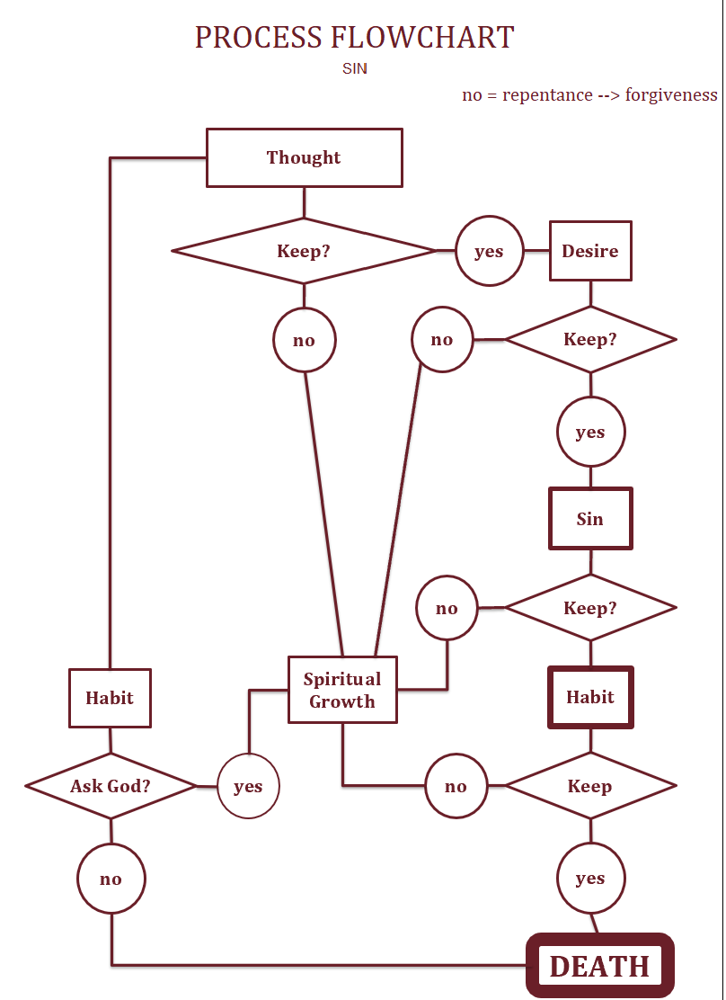 PROCESS FLOWCHART
SIN
no = repentance --> forgiveness
Thought
Keep?
yes
Desire
no
no
Keep?
yes
Sin
no
Keep?
Habit
Spiritual
Growth
Habit
Ask God?
yes
no
Keep
no
yes
DEATH